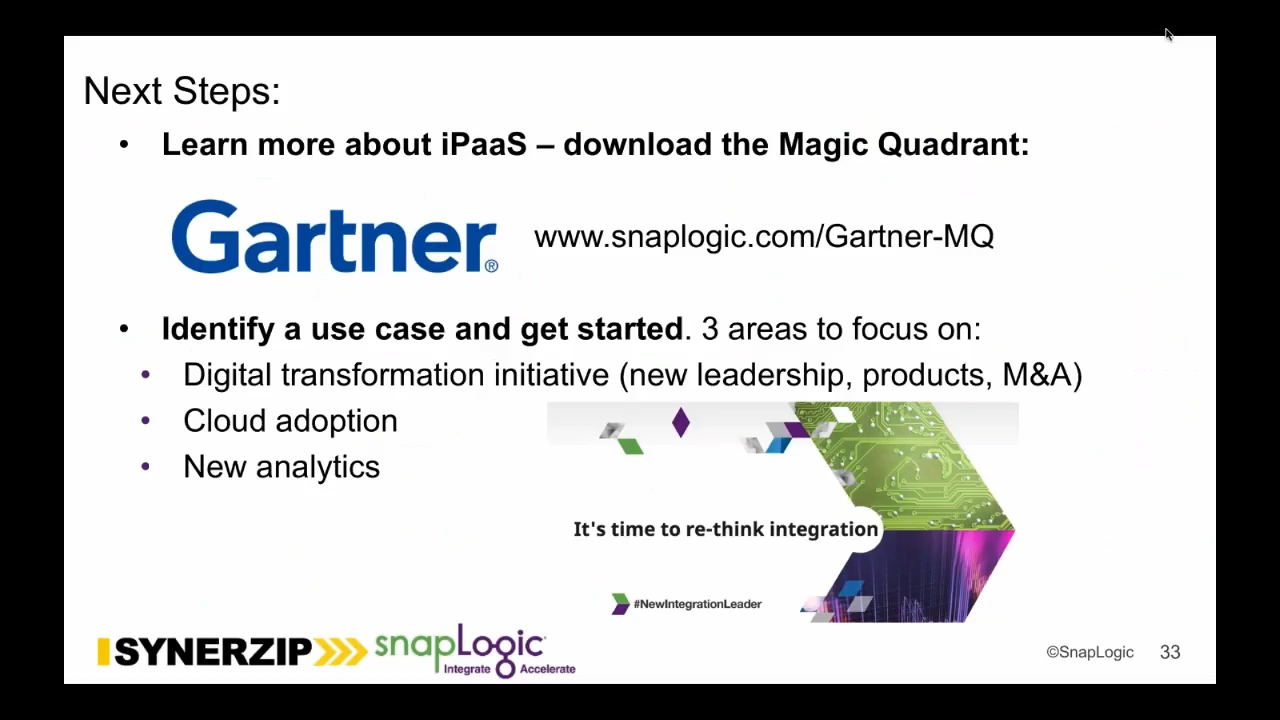 Next Steps:
• Learn more about iPaaS – download the Magic Quadrant:
Gartner®
www.snaplogic.com/Gartner-MQ
• Identify a use case and get started. 3 areas to focus on:
• Digital transformation initiative (new leadership, products, M&A)
• Cloud adoption
• New analytics
It's time to re-think integration
#NewIntegrationLeader
SYNERZIP
snapLogic
Integrate Accelerate
©SnapLogic 33